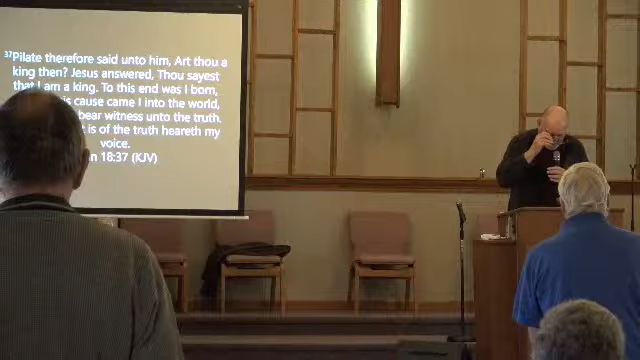 ³⁷Pilate therefore said unto him, Art thou a
king then? Jesus answered, Thou sayest
that I am a king. To this end was I born,
is cause came I into the world,
bear witness unto the truth.
t is of the truth heareth my
voice.
n 18:37 (KJV)